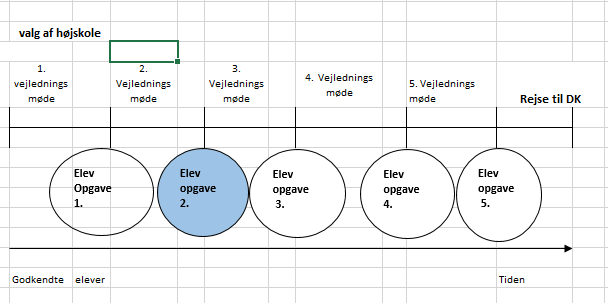 valg af højskole
1.
vejlednings
møde
2.
Vejlednings
møde
3.
Vejlednings
møde
4. Vejlednings
møde
5. Vejlednings
møde
Rejse til DK
Elev
Opgave
1.
Elev
opgave
2.
Elev
opgave
3.
Elev
opgave
4.
Elev
opgave
5.
Godkendte elever
Tiden